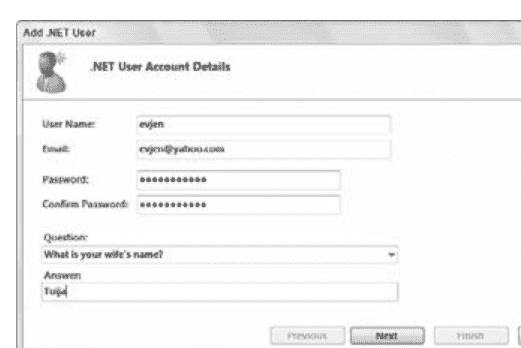 Add .NET User
.NET User Account Details
User Name: evjen
Email: evjen@yahoo.com
Password: ●●●●●●●●●●●
Confirm Password: ●●●●●●●●●●●
Question:
What is your wife's name?
Answer:
Tuija
Previous Next Finish